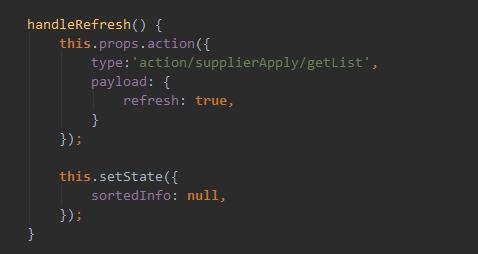 handleRefresh() {
    this.props.action({
        type:'action/supplierApply/getList',
        payload: {
            refresh: true,
        }
    });

    this.setState({
        sortedInfo: null,
    });
}